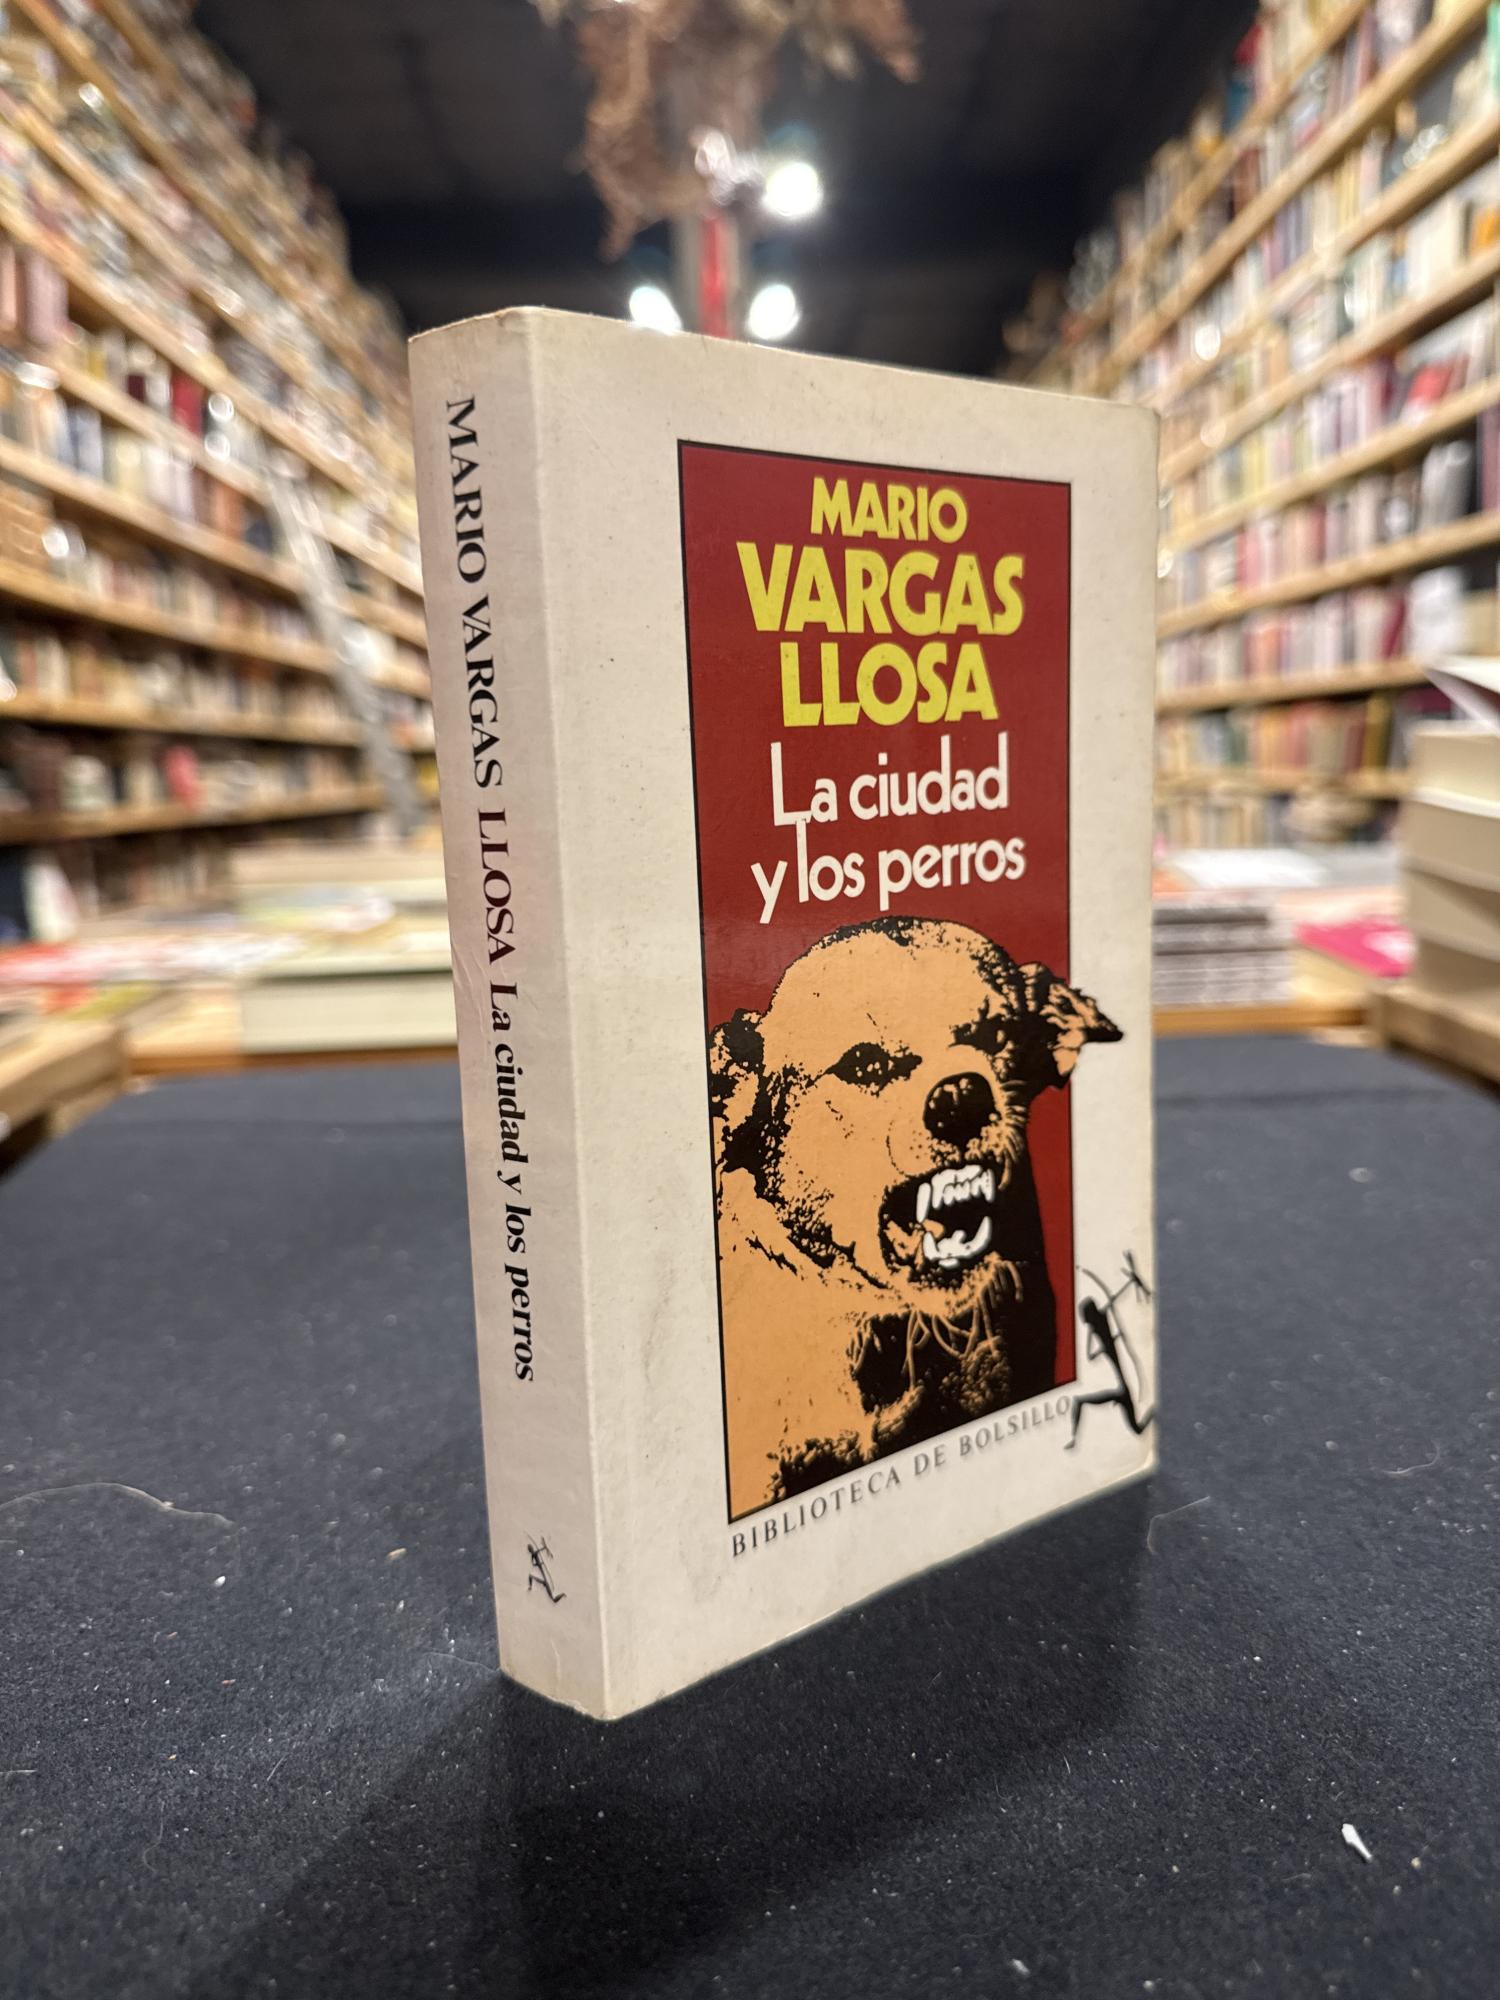 MARIO VARGAS LLOSA La ciudad y los perros
MARIO
VARGAS
LLOSA
La ciudad
y los perros
BIBLIOTECA DE BOLSILLO